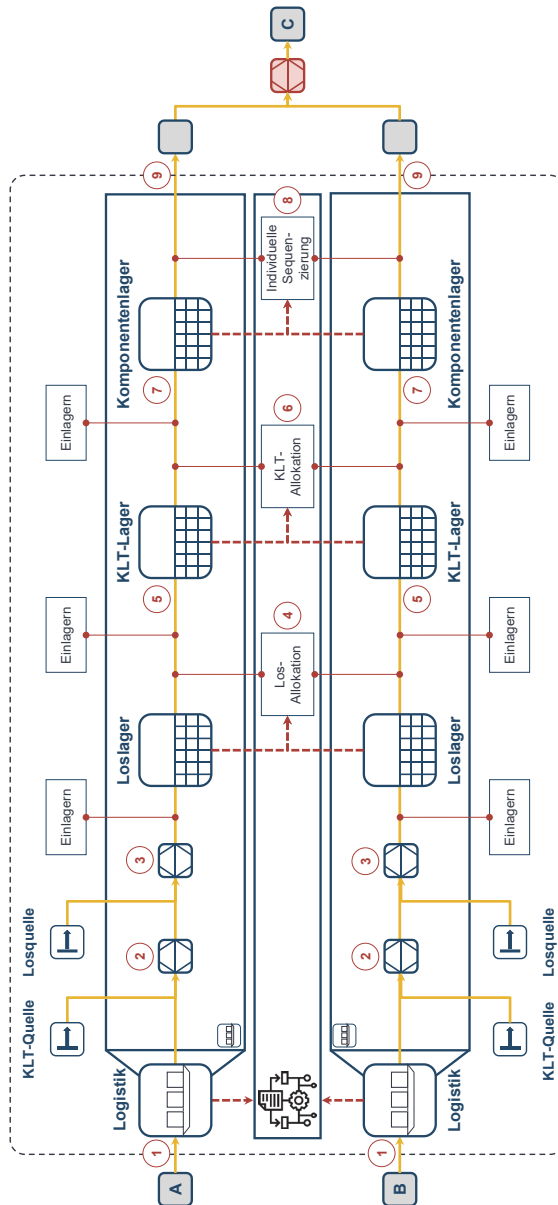 KLT-Quelle
Losquelle
Einlagern
Einlagern
Einlagern
Logistik
Loslager
KLT-Lager
Komponentenlager
1
2
3
5
7
9
A
4
6
8
Los-
Allokation
KLT-
Allokation
Individuelle
Sequen-
zierung
C
1
2
3
5
7
9
B
Logistik
Loslager
KLT-Lager
Komponentenlager
Einlagern
Einlagern
Einlagern
KLT-Quelle
Losquelle